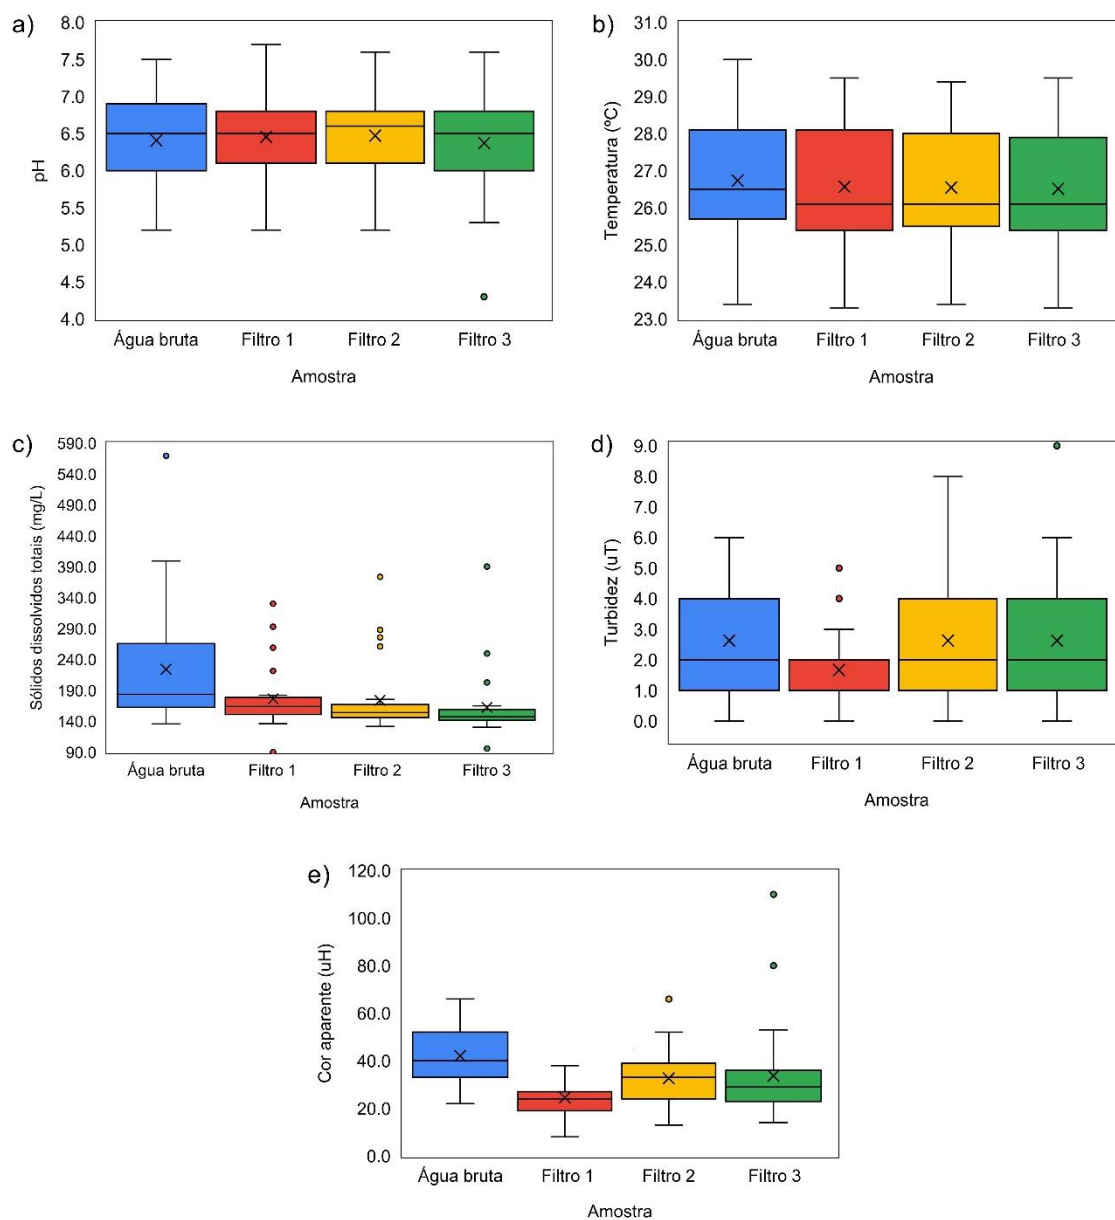 a)
pH
8.0
7.5
7.0
6.5
6.0
5.5
5.0
4.5
4.0
Água bruta Filtro 1 Filtro 2 Filtro 3
Amostra
b)
Temperatura (ºC)
31.0
30.0
29.0
28.0
27.0
26.0
25.0
24.0
23.0
Água bruta Filtro 1 Filtro 2 Filtro 3
Amostra
c)
Sólidos dissolvidos totais (mg/L)
590.0
540.0
490.0
440.0
390.0
340.0
290.0
240.0
190.0
140.0
90.0
Água bruta Filtro 1 Filtro 2 Filtro 3
Amostra
d)
Turbidez (uT)
9.0
8.0
7.0
6.0
5.0
4.0
3.0
2.0
1.0
0.0
Água bruta Filtro 1 Filtro 2 Filtro 3
Amostra
e)
Cor aparente (uH)
120.0
100.0
80.0
60.0
40.0
20.0
0.0
Água bruta Filtro 1 Filtro 2 Filtro 3
Amostra